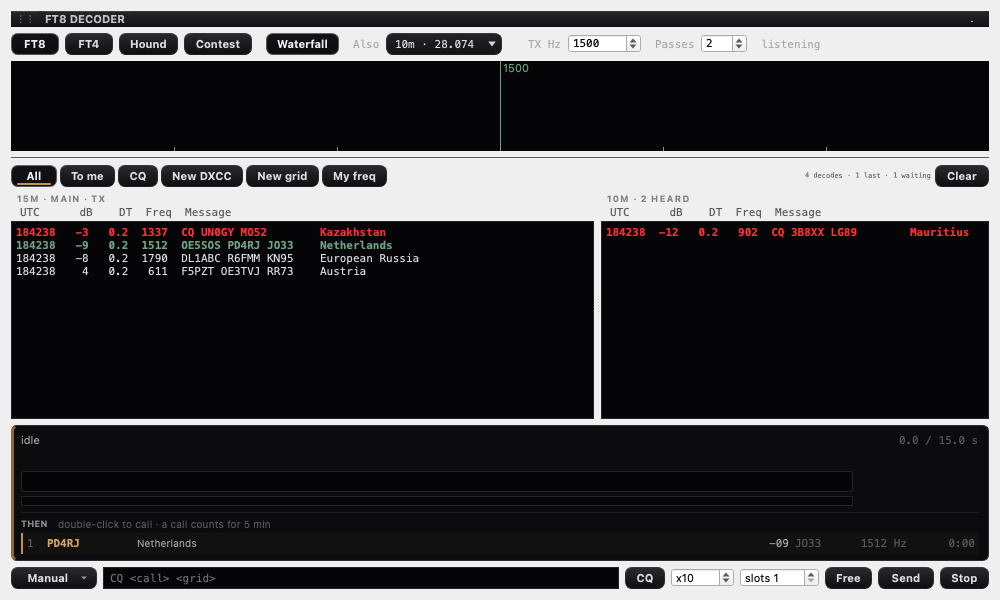 FT8 DECODER
FT8 FT4 Hound Contest Waterfall Also 10m · 28.074 TX Hz 1500 Passes 2 listening
1500
All To me CQ New DXCC New grid My freq 4 decodes · 1 last · 1 waiting Clear
15M · MAIN · TX
UTC dB DT Freq Message
184238 −3 0.2 1337 CQ UN0GY MO52 Kazakhstan
184238 −9 0.2 1512 OE5SOS PD4RJ JO33 Netherlands
184238 −8 0.2 1790 DL1ABC R6FMM KN95 European Russia
184238 4 0.2 611 F5PZT OE3TVJ RR73 Austria
10M · 2 HEARD
UTC dB DT Freq Message
184238 −12 0.2 902 CQ 3B8XX LG89 Mauritius
idle 0.0 / 15.0 s
THEN double-click to call · a call counts for 5 min
1 PD4RJ Netherlands −09 JO33 1512 Hz 0:00
Manual CQ <call> <grid> CQ x10 slots 1 Free Send Stop